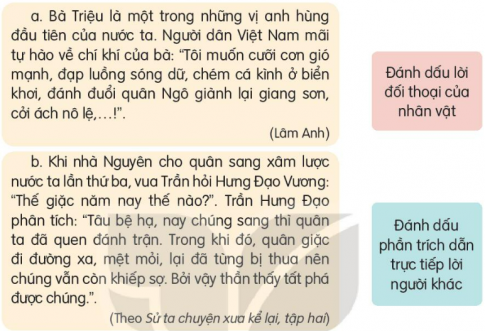 a. Bà Triệu là một trong những vị anh hùng
đầu tiên của nước ta. Người dân Việt Nam mãi
tự hào về chí khí của bà: “Tôi muốn cưỡi cơn gió
mạnh, đạp luồng sóng dữ, chém cá kình ở biển
khơi, đánh đuổi quân Ngô giành lại giang sơn,
cởi ách nô lệ,...!”.
(Lâm Anh)
Đánh dấu lời
đối thoại của
nhân vật
b. Khi nhà Nguyên cho quân sang xâm lược
nước ta lần thứ ba, vua Trần hỏi Hưng Đạo Vương:
“Thế giặc năm nay thế nào?”. Trần Hưng Đạo
phân tích: “Tâu bệ hạ, nay chúng sang thì quân
ta đã quen đánh trận. Trong khi đó, quân giặc
đi đường xa, mệt mỏi, lại đã từng bị thua nên
chúng vẫn còn khiếp sợ. Bởi vậy thần thấy tất phá
được chúng.”.
(Theo Sử ta chuyện xưa kể lại, tập hai)
Đánh dấu
phần trích dẫn
trực tiếp lời
người khác